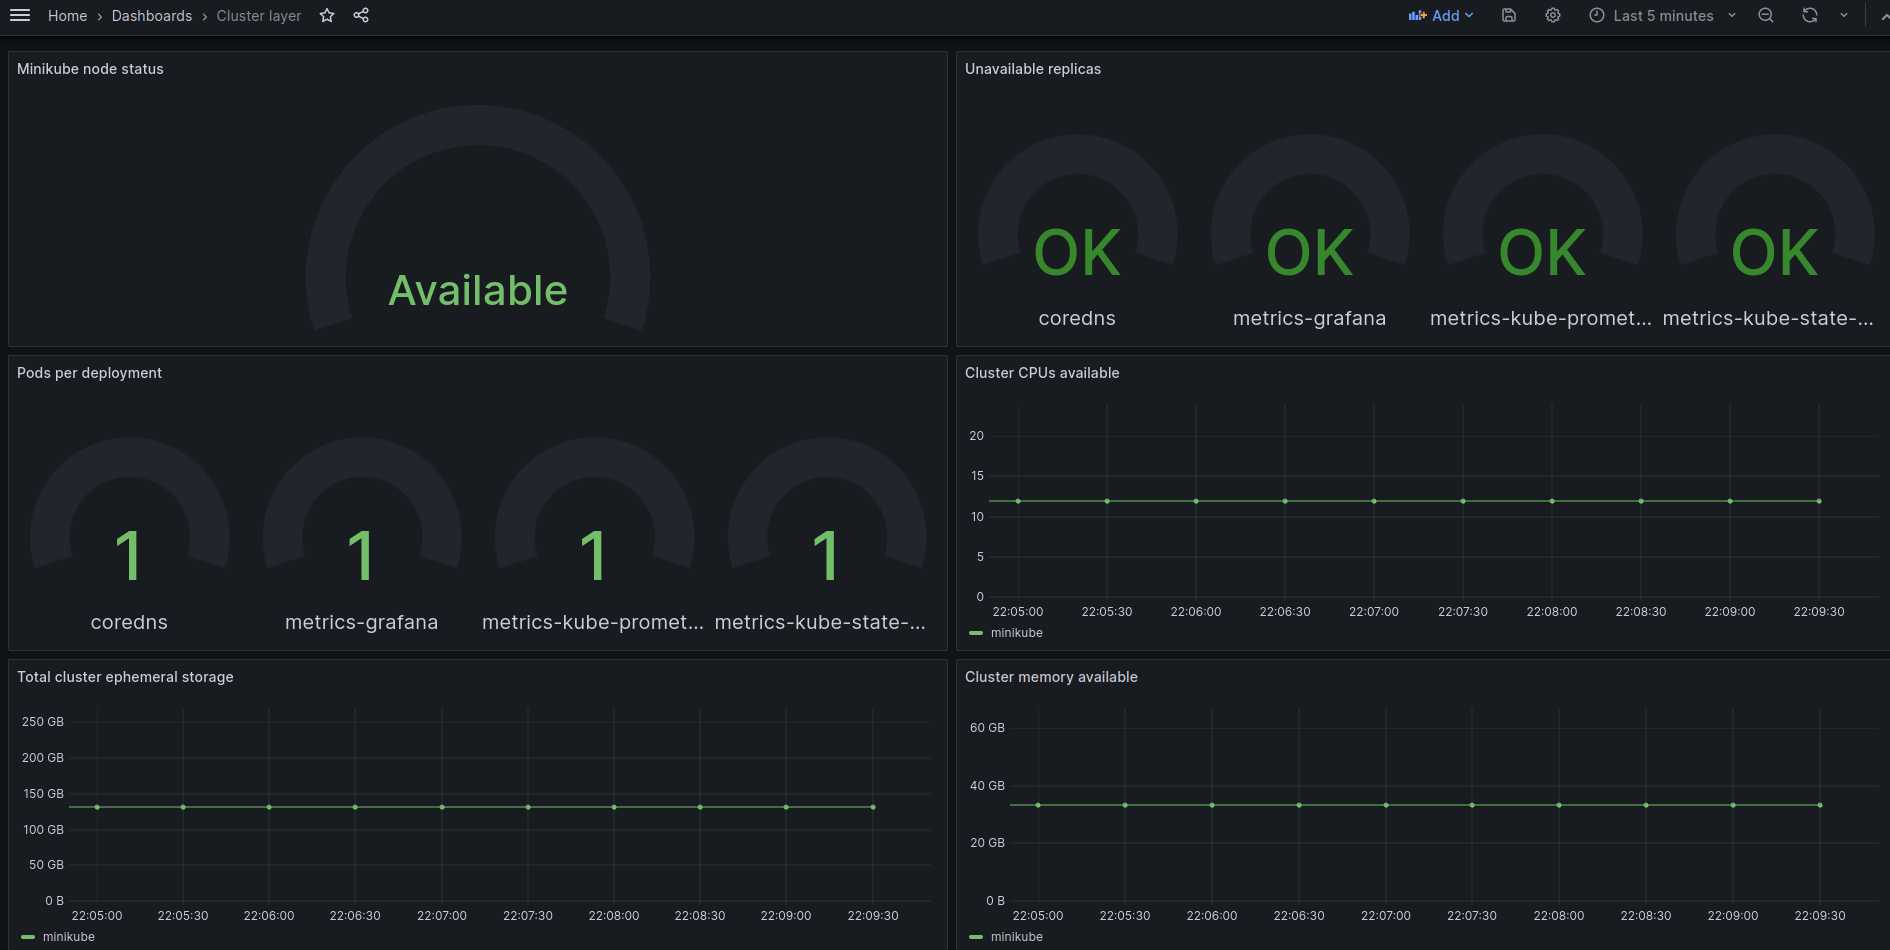 Home › Dashboards › Cluster layer
Add
Last 5 minutes
Minikube node status
Available
Unavailable replicas
OK OK OK OK
coredns metrics-grafana metrics-kube-promet... metrics-kube-state-...
Pods per deployment
1 1 1 1
coredns metrics-grafana metrics-kube-promet... metrics-kube-state-...
Cluster CPUs available
20
15
10
5
0
22:05:00 22:05:30 22:06:00 22:06:30 22:07:00 22:07:30 22:08:00 22:08:30 22:09:00 22:09:30
minikube
Total cluster ephemeral storage
250 GB
200 GB
150 GB
100 GB
50 GB
0 B
22:05:00 22:05:30 22:06:00 22:06:30 22:07:00 22:07:30 22:08:00 22:08:30 22:09:00 22:09:30
minikube
Cluster memory available
60 GB
40 GB
20 GB
0 B
22:05:00 22:05:30 22:06:00 22:06:30 22:07:00 22:07:30 22:08:00 22:08:30 22:09:00 22:09:30
minikube